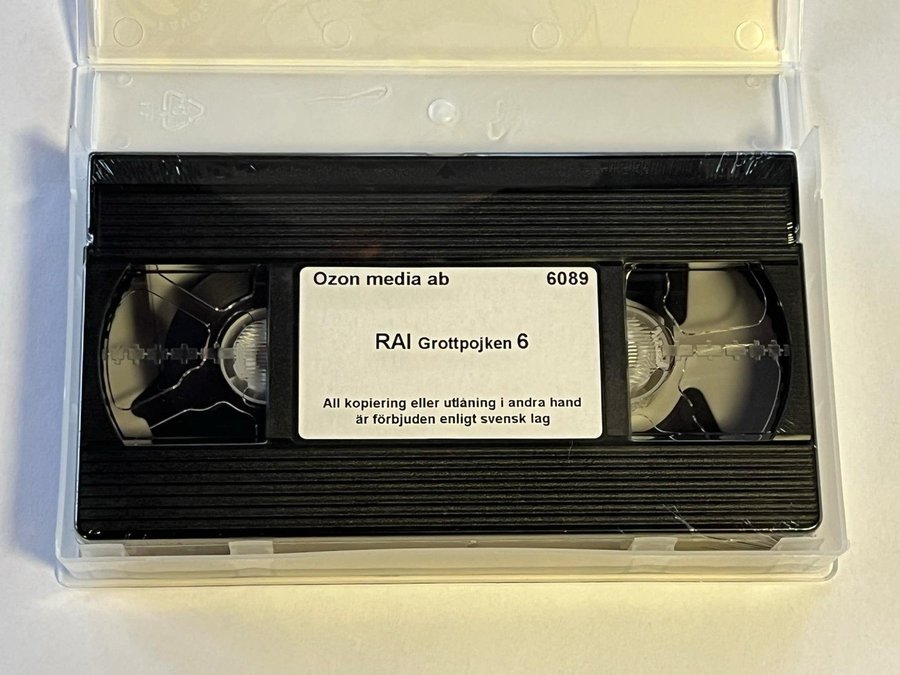 Ozon media ab 6089
RAI Grottpojken 6
All kopiering eller utlåning i andra hand
är förbjuden enligt svensk lag